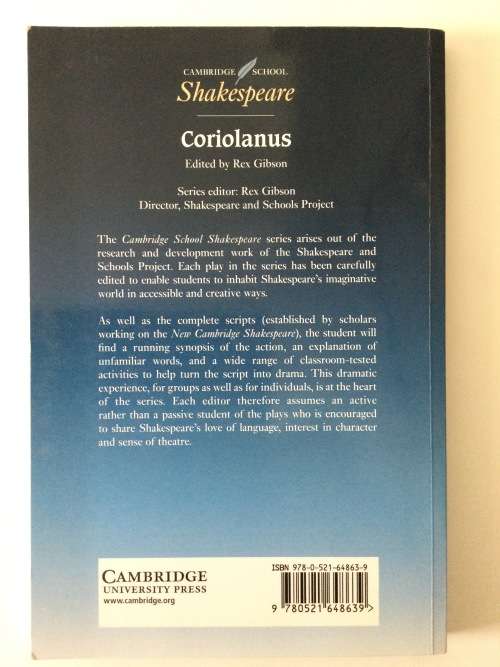 CAMBRIDGE SCHOOL
Shakespeare
Coriolanus
Edited by Rex Gibson
Series editor: Rex Gibson
Director, Shakespeare and Schools Project
The Cambridge School Shakespeare series arises out of the
research and development work of the Shakespeare and
Schools Project. Each play in the series has been carefully
edited to enable students to inhabit Shakespeare's imaginative
world in accessible and creative ways.
As well as the complete scripts (established by scholars
working on the New Cambridge Shakespeare), the student will
find a running synopsis of the action, an explanation of
unfamiliar words, and a wide range of classroom-tested
activities to help turn the script into drama. This dramatic
experience, for groups as well as for individuals, is at the heart
of the series. Each editor therefore assumes an active
rather than a passive student of the plays who is encouraged
to share Shakespeare's love of language, interest in character
and sense of theatre.
CAMBRIDGE
UNIVERSITY PRESS
www.cambridge.org
ISBN 978-0-521-64863-9
9 780521 648639 >